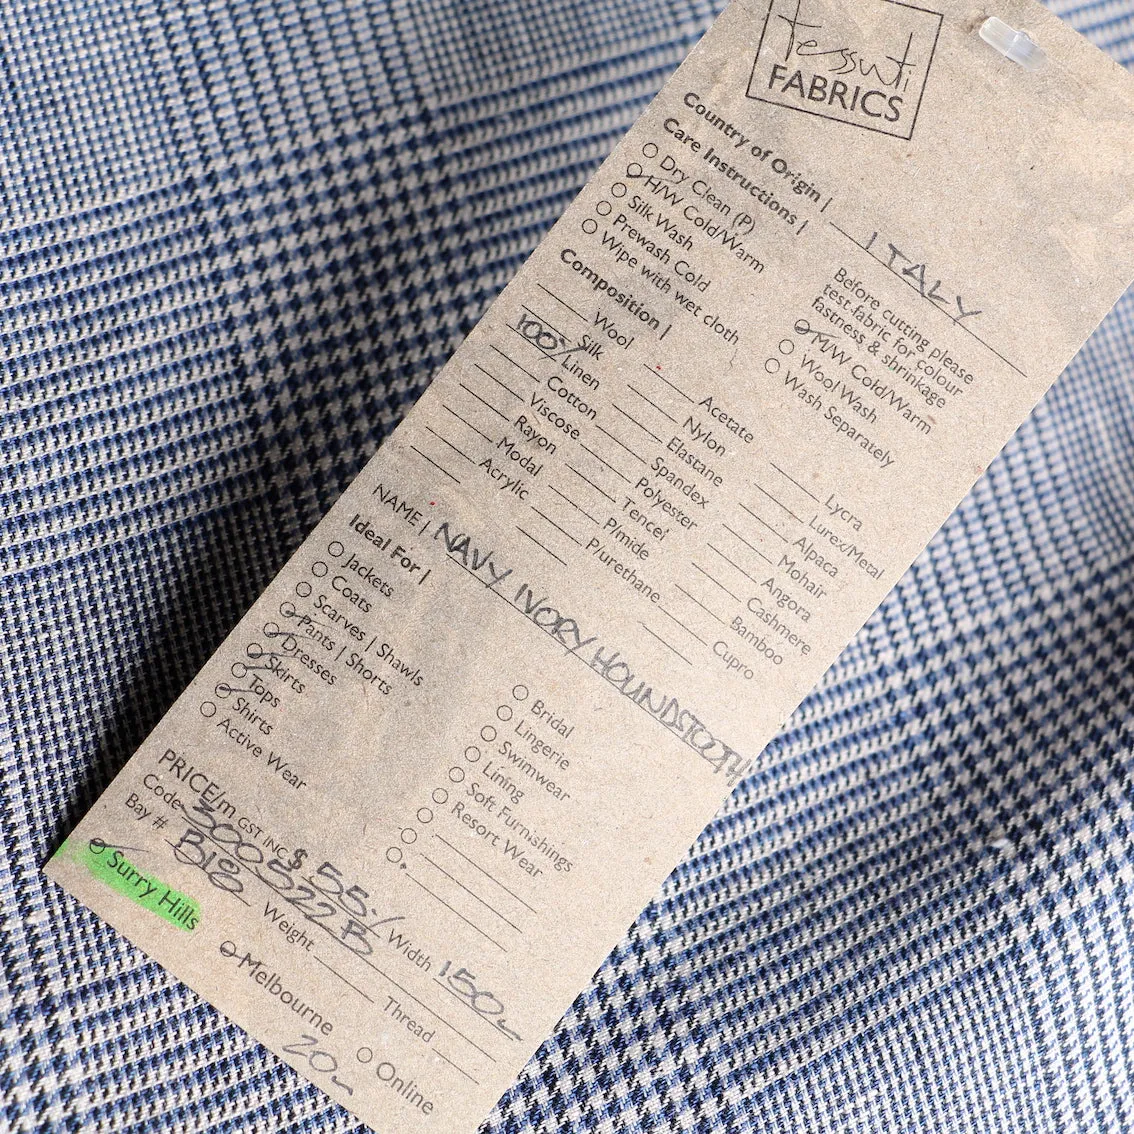 tessuti
FABRICS
Country of Origin | ITALY
Care Instructions |
Dry Clean (P)
H/W Cold/Warm
Silk Wash
Prewash Cold
Wipe with wet cloth
Before cutting please
test fabric for colour
fastness & shrinkage
M/W Cold/Warm
Wool Wash
Wash Separately
Composition |
Wool
Silk
100% Linen
Cotton
Viscose
Rayon
Modal
Acrylic
Acetate
Nylon
Elastane
Spandex
Polyester
Tencel
P/mide
P/urethane
Lycra
Lurex/Metal
Alpaca
Mohair
Angora
Cashmere
Bamboo
Cupro
NAME | NAVY IVORY HOUNDSTOOTH
Ideal For |
Jackets
Coats
Scarves | Shawls
Pants | Shorts
Dresses
Skirts
Tops
Shirts
Active Wear
Bridal
Lingerie
Swimwear
Lining
Soft Furnishings
Resort Wear
PRICE/m GST INC $ 55./ Width 150
Code 3008322B
Bay # B18 Weight Thread
Surry Hills
Melbourne
Online
20m